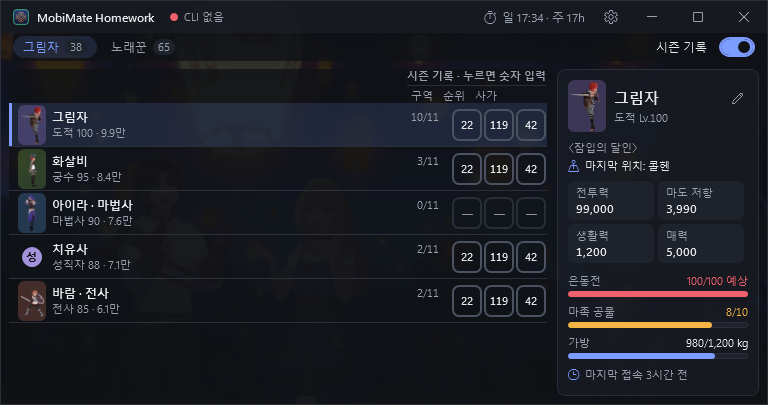 MobiMate Homework
CLI 없음
일 17:34 · 주 17h
그림자 38
노래꾼 65
시즌 기록
시즌 기록 · 누르면 숫자 입력
구역 순위 사가
그림자
도적 100 · 9.9만
10/11 22 119 42
화살비
궁수 95 · 8.4만
3/11 22 119 42
아이라 · 마법사
마법사 90 · 7.6만
0/11 — — —
성
치유사
성직자 88 · 7.1만
2/11 22 119 42
바람 · 전사
전사 85 · 6.1만
2/11 22 119 42
그림자
도적 Lv.100
<잠입의 달인>
마지막 위치: 콜헨
전투력
99,000
마도 저항
3,990
생활력
1,200
매력
5,000
은동전 100/100 예상
마족 공물 8/10
가방 980/1,200 kg
마지막 접속 3시간 전